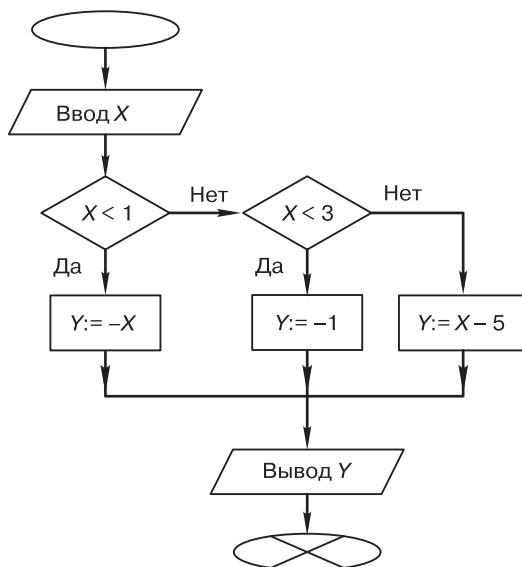 Ввод X
X < 1
Нет
X < 3
Нет
Да
Да
Y:= –X
Y:= –1
Y:= X – 5
Вывод Y